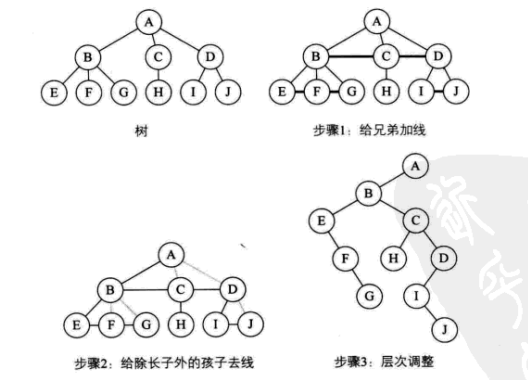 A
B C D
E F G H I J
树
A
B C D
E F G H I J
步骤1：给兄弟加线
A
B C D
E F G H I J
步骤2：给除长子外的孩子去线
A
B
E C
F H D
G I
J
步骤3：层次调整